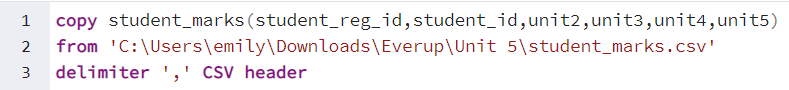 1 copy student_marks(student_reg_id,student_id,unit2,unit3,unit4,unit5)
2 from 'C:\Users\emily\Downloads\Everup\Unit 5\student_marks.csv'
3 delimiter ',' CSV header